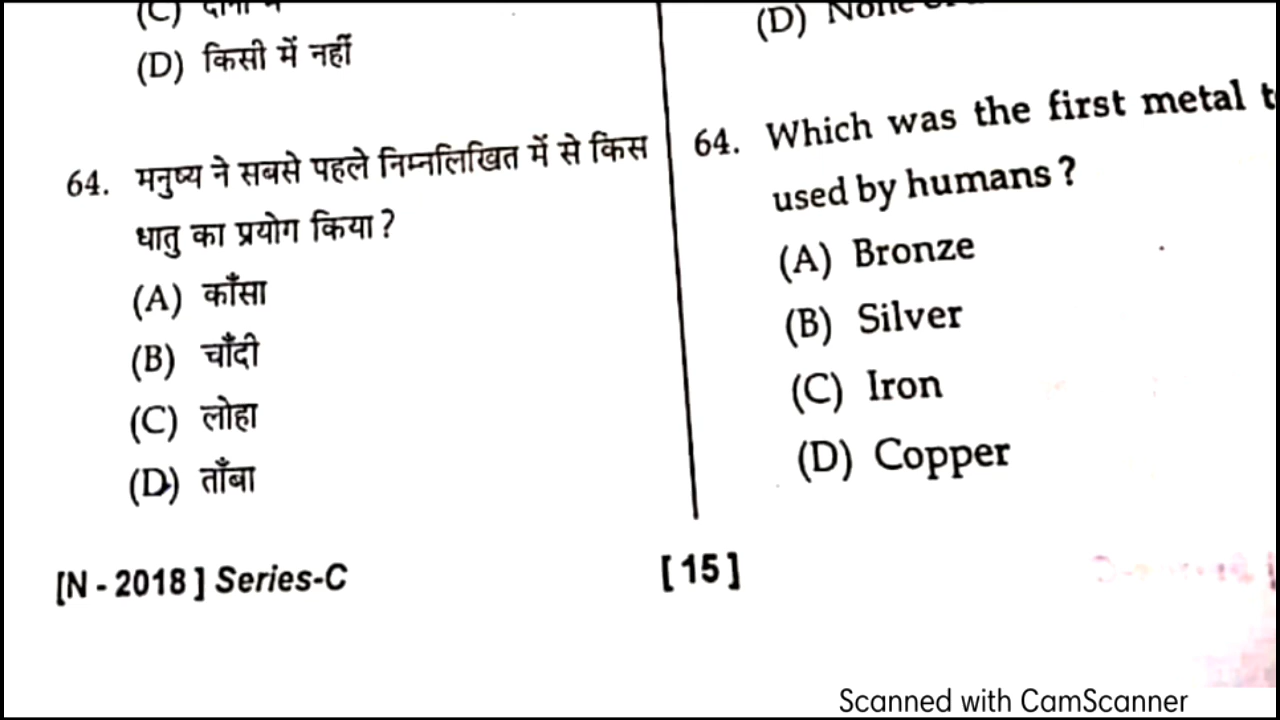 (D) किसी में नहीं
64. मनुष्य ने सबसे पहले निम्नलिखित में से किस
धातु का प्रयोग किया?
(A) काँसा
(B) चाँदी
(C) लोहा
(D) ताँबा
(D) None
64. Which was the first metal
used by humans?
(A) Bronze
(B) Silver
(C) Iron
(D) Copper
[N - 2018] Series-C
[15]
Scanned with CamScanner